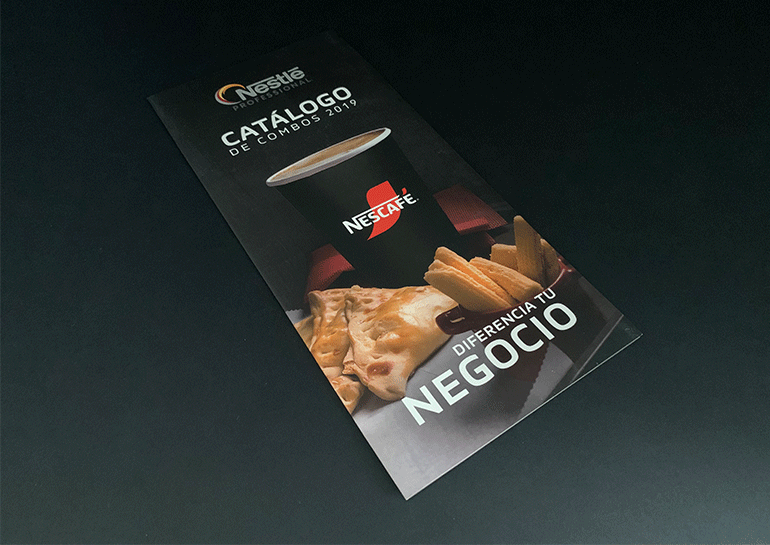 Nestlé
PROFESSIONAL
CATÁLOGO
DE COMBOS 2019
NESCAFÉ
DIFERENCIA TU
NEGOCIO